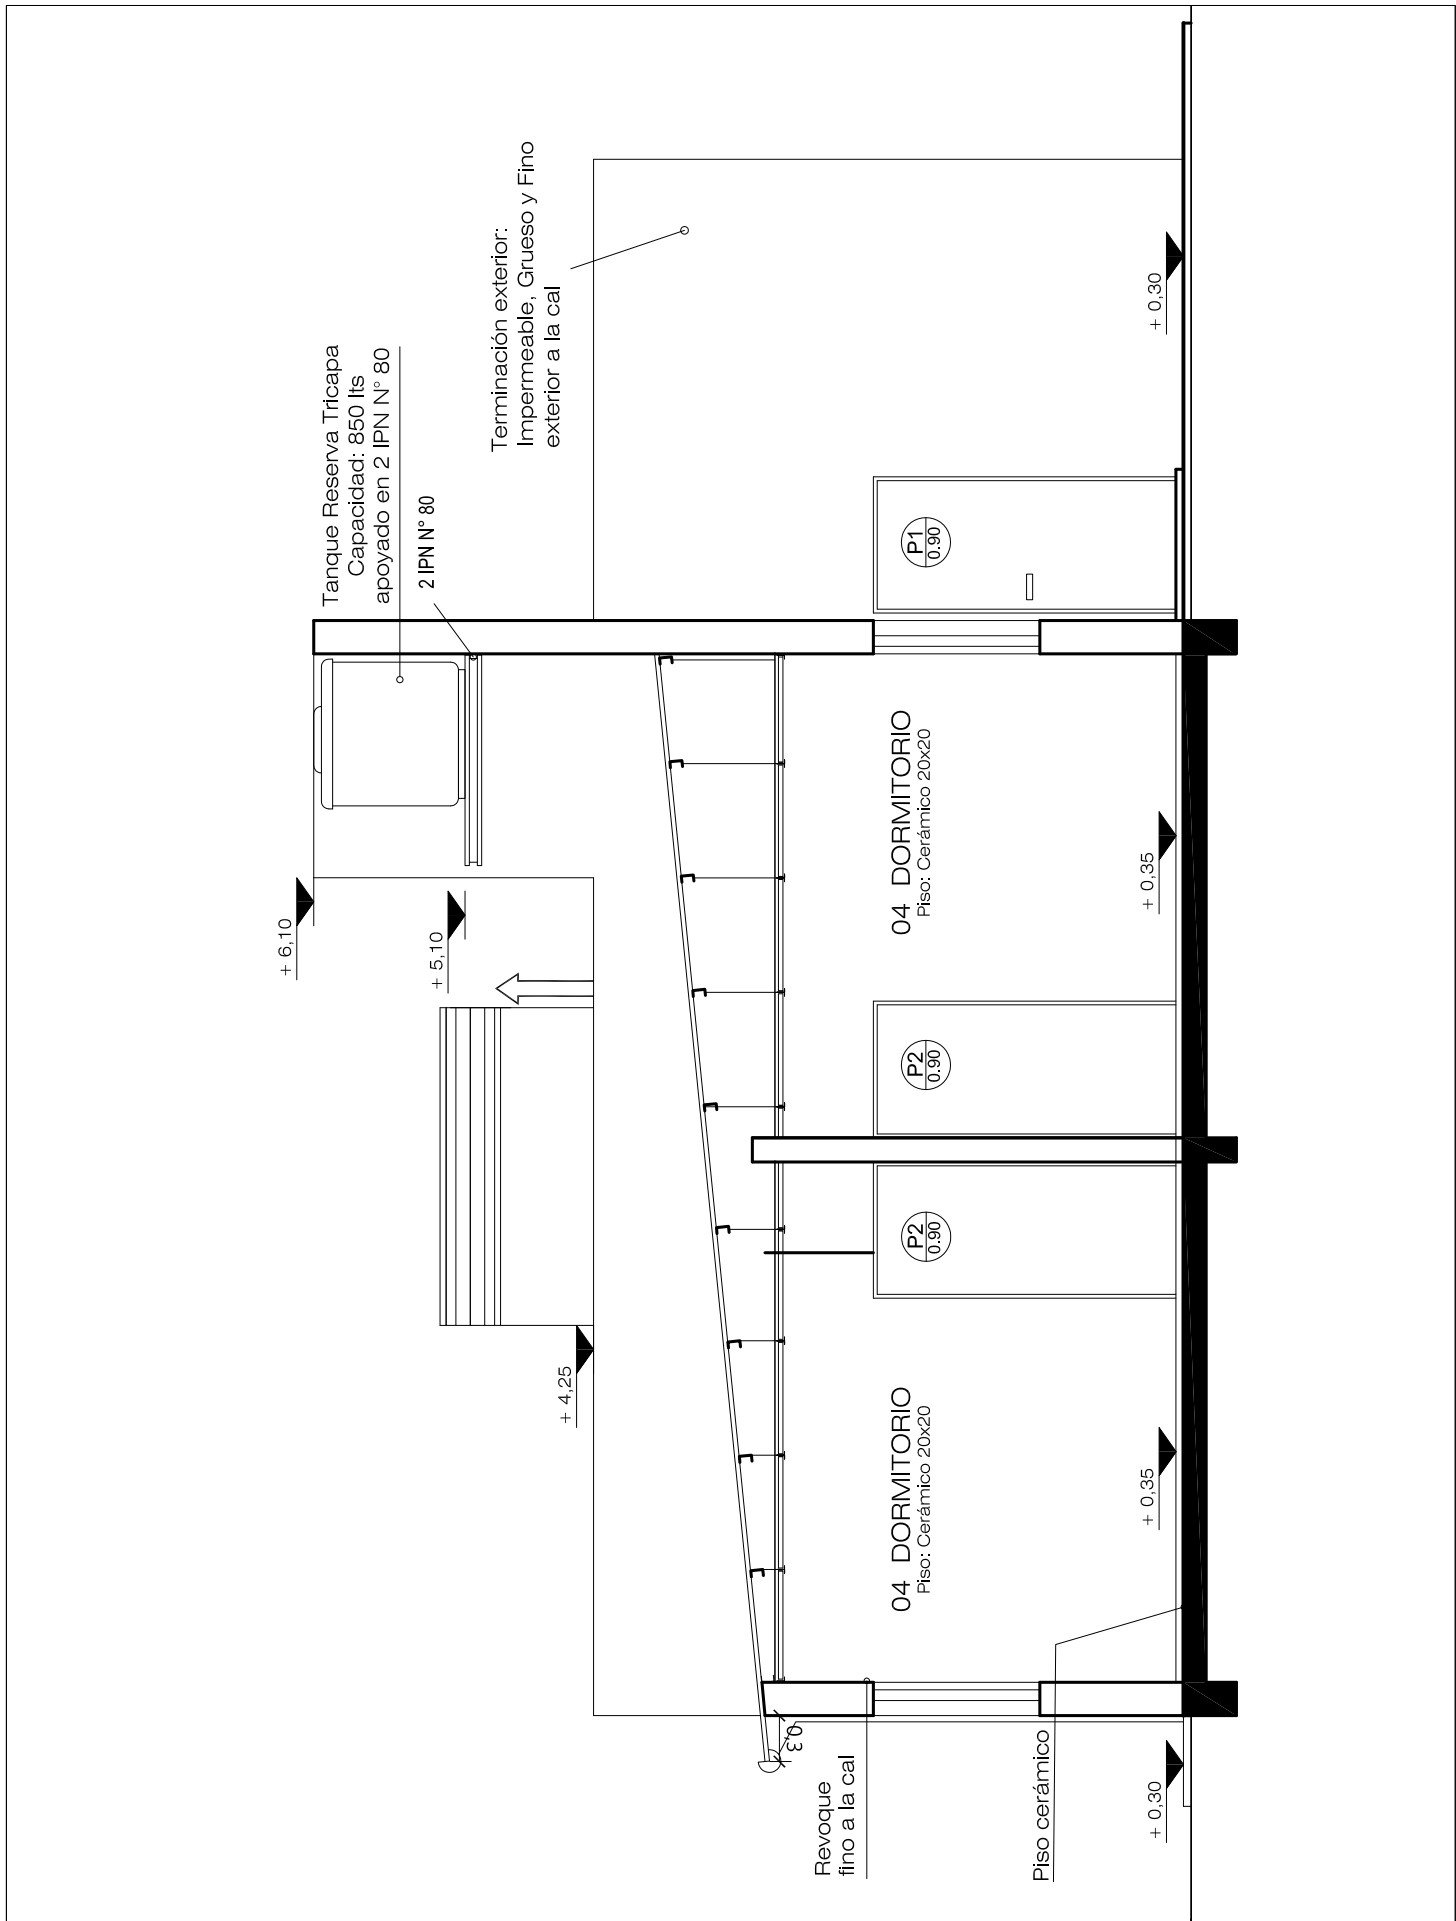 Tanque Reserva Tricapa
Capacidad: 850 lts
apoyado en 2 IPN N° 80
2 IPN N° 80
Terminación exterior:
Impermeable, Grueso y Fino
exterior a la cal
+ 6,10
+ 5,10
+ 4,25
04 DORMITORIO
Piso: Cerámico 20x20
+ 0,35
P2
0.90
P2
0.90
04 DORMITORIO
Piso: Cerámico 20x20
+ 0,35
P1
0.90
+ 0,30
0,3
Revoque
fino a la cal
Piso cerámico
+ 0,30